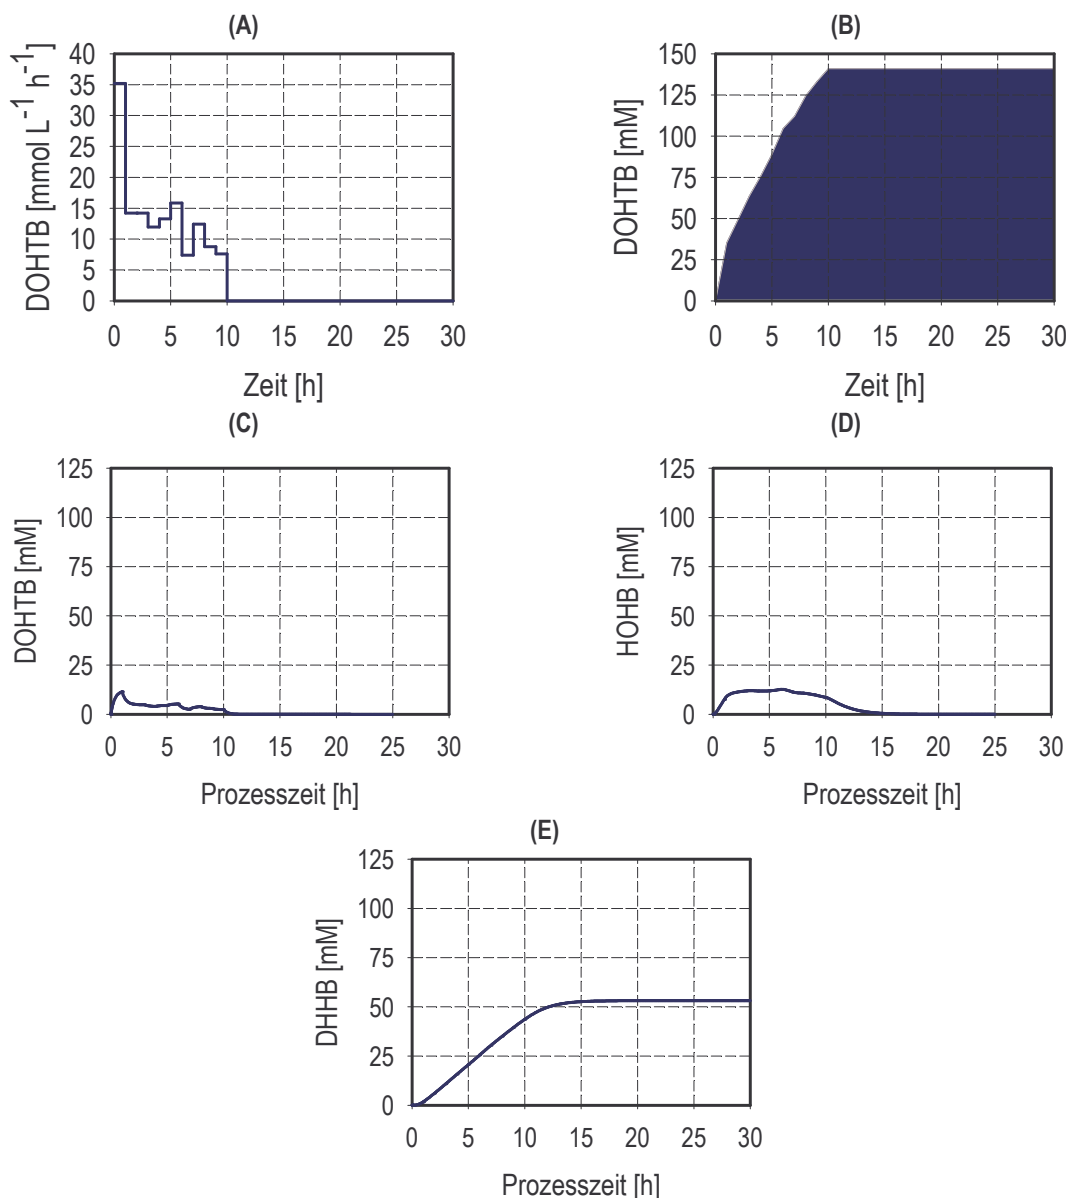 (A)
DOHTB [mmol L⁻¹ h⁻¹]
40
35
30
25
20
15
10
5
0
0 5 10 15 20 25 30
Zeit [h]
(B)
DOHTB [mM]
150
125
100
75
50
25
0
0 5 10 15 20 25 30
Zeit [h]
(C)
DOHTB [mM]
125
100
75
50
25
0
0 5 10 15 20 25 30
Prozesszeit [h]
(D)
HOHB [mM]
125
100
75
50
25
0
0 5 10 15 20 25 30
Prozesszeit [h]
(E)
DHHB [mM]
125
100
75
50
25
0
0 5 10 15 20 25 30
Prozesszeit [h]